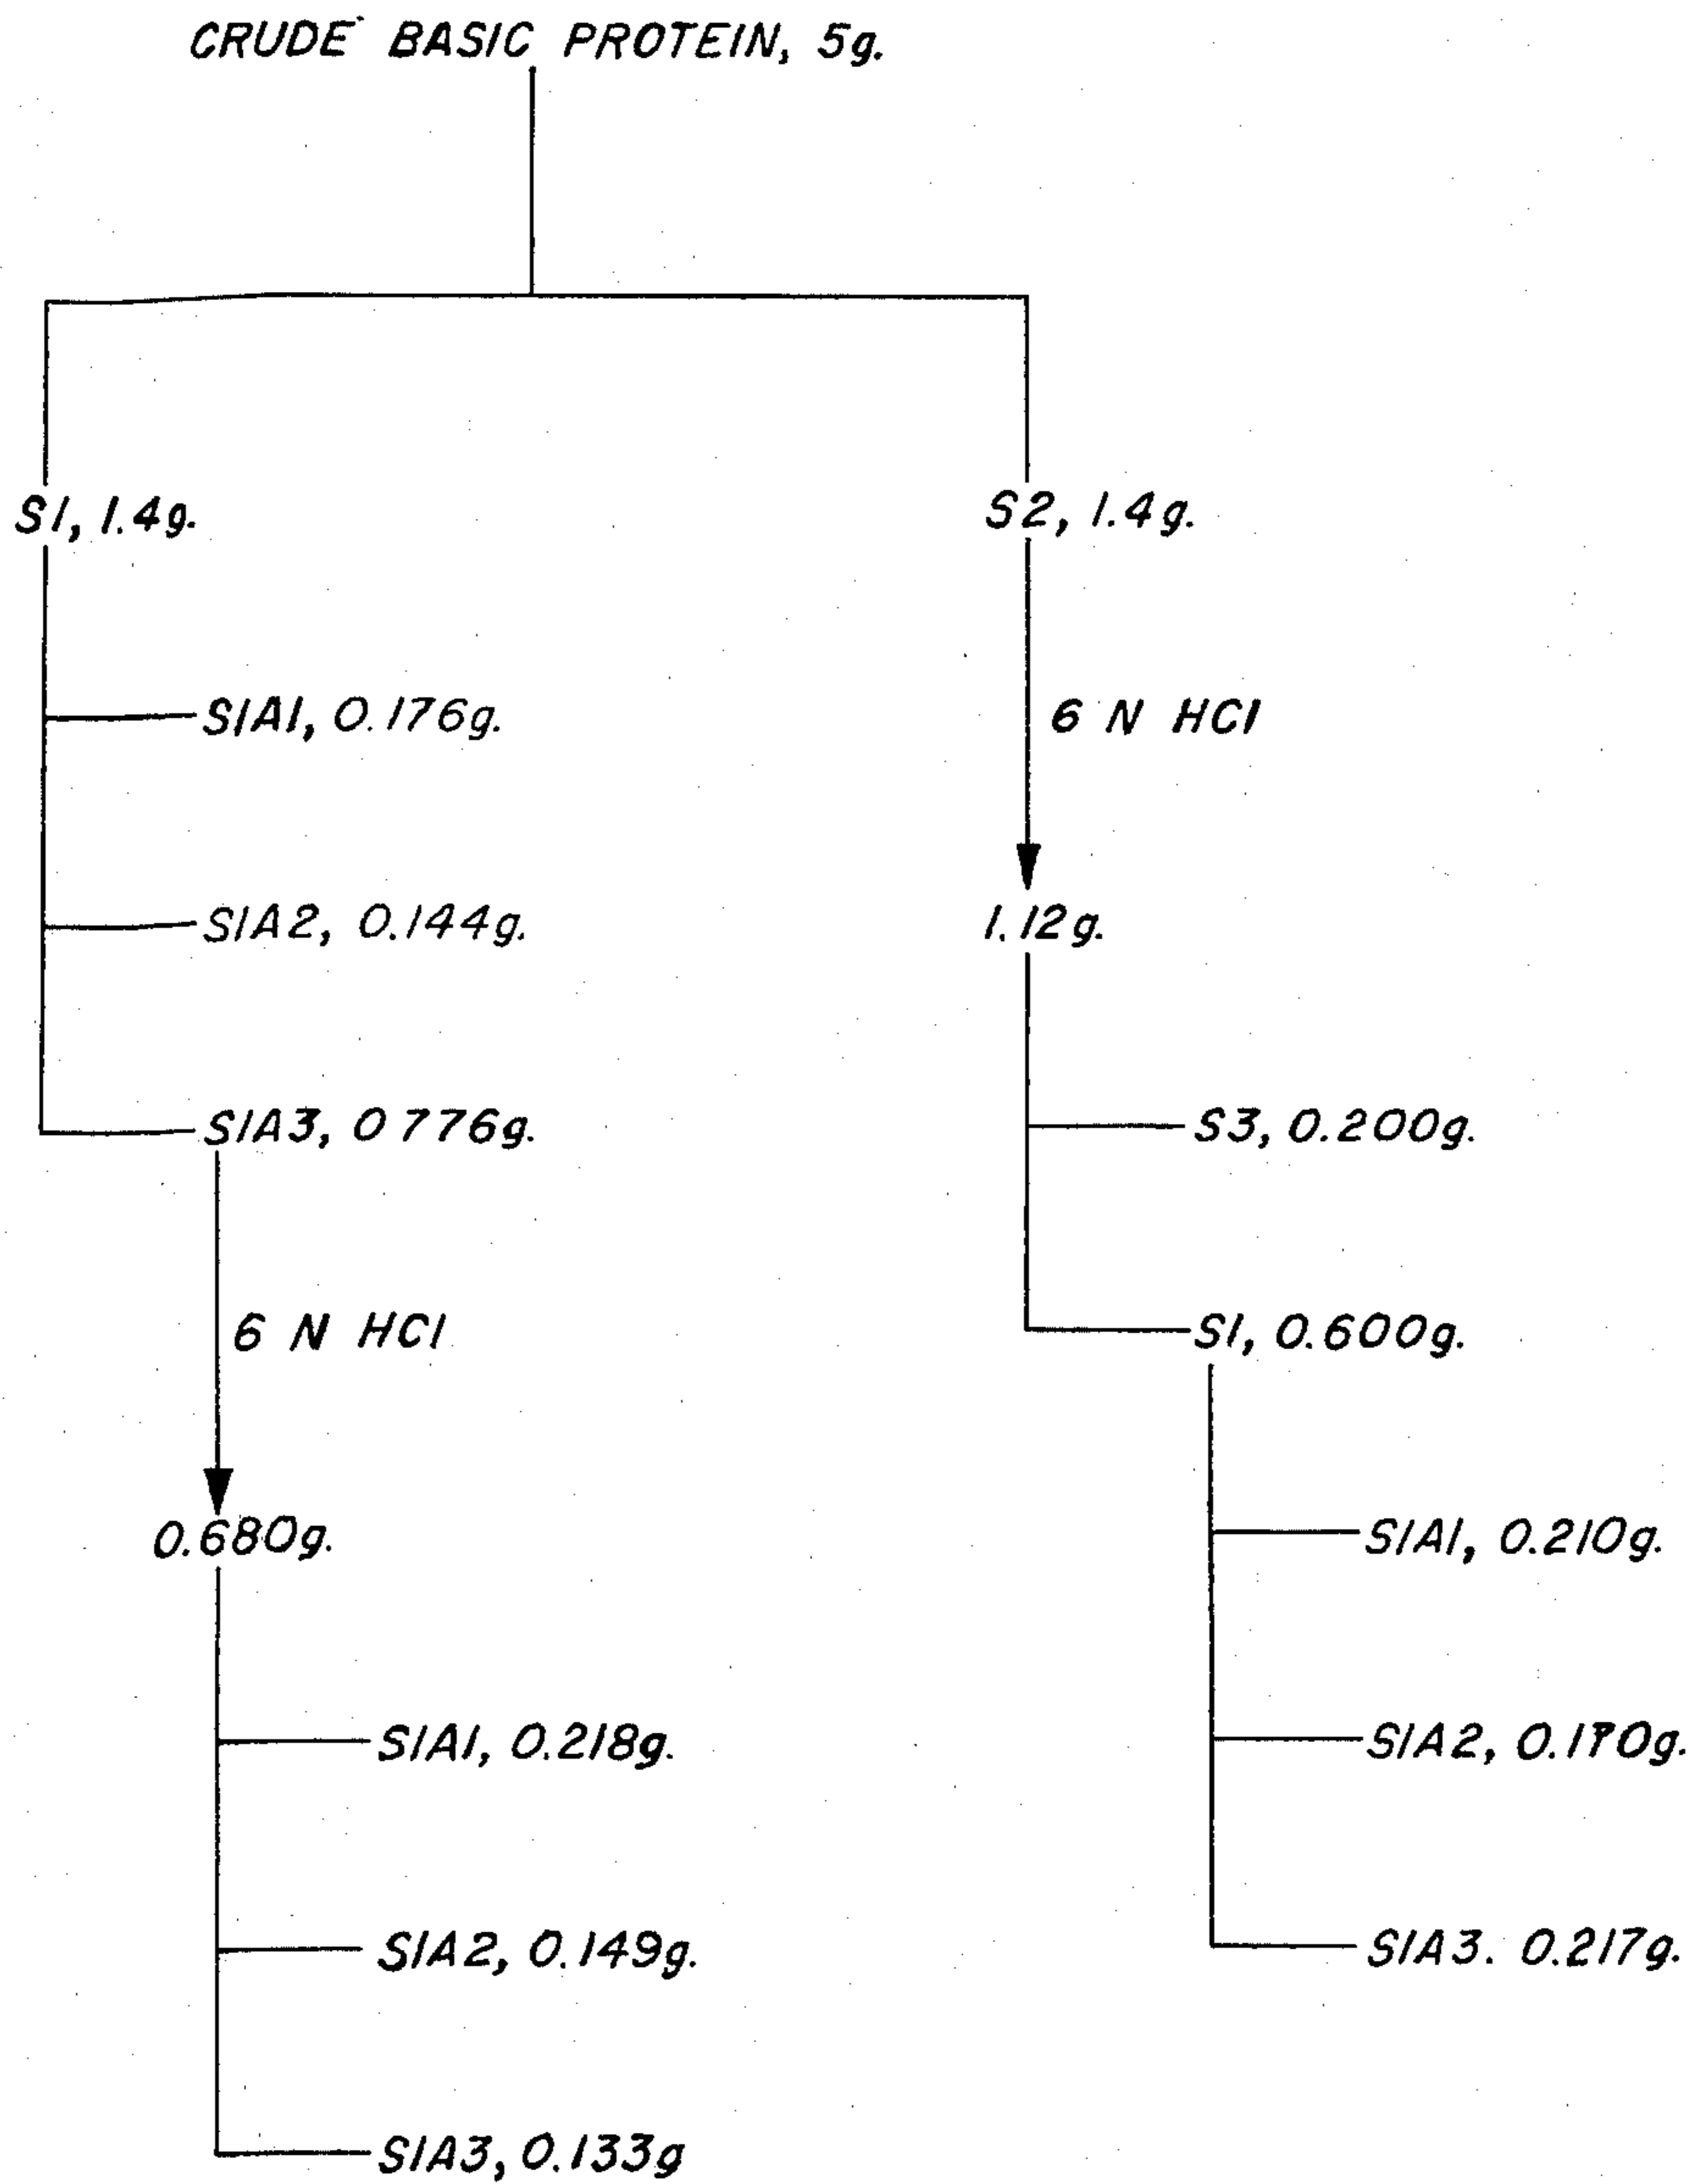 CRUDE BASIC PROTEIN, 5g.
S1, 1.4g.
S2, 1.4g.
S1A1, 0.176g.
6 N HCl
S1A2, 0.144g.
1.12g.
S1A3, 0 776g.
S3, 0.200g.
6 N HCl
S1, 0.600g.
0.680g.
S1A1, 0.210g.
S1A1, 0.218g.
S1A2, 0.170g.
S1A2, 0.149g.
S1A3. 0.217g.
S1A3, 0.133g